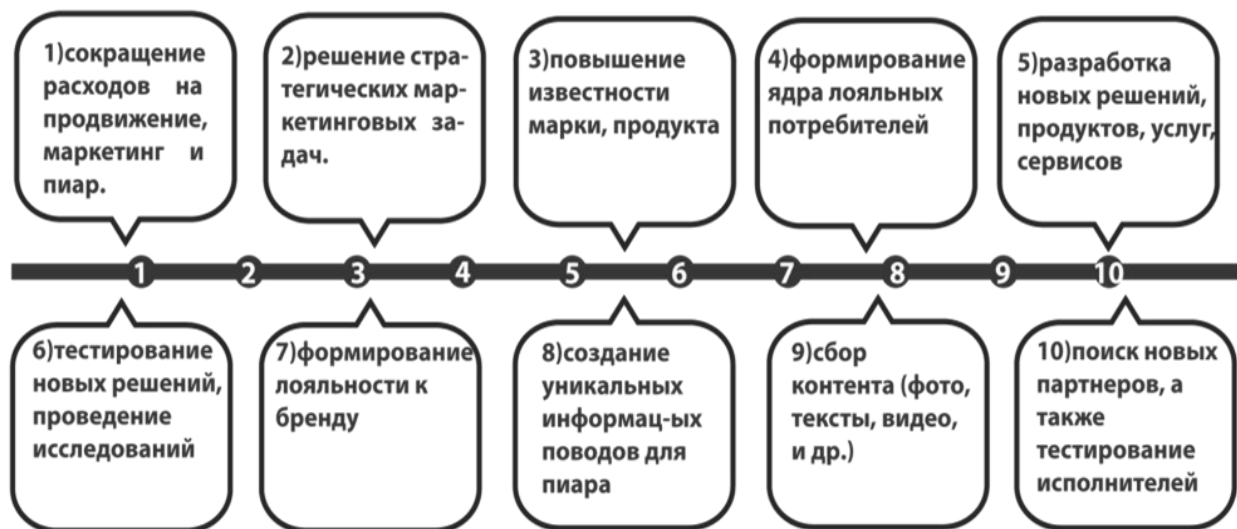 1)сокращение
расходов на
продвижение,
маркетинг и
пиар.
2)решение стра-
тегических мар-
кетинговых за-
дач.
3)повышение
известности
марки, продукта
4)формирование
ядра лояльных
потребителей
5)разработка
новых решений,
продуктов, услуг,
сервисов
1 2 3 4 5 6 7 8 9 10
6)тестирование
новых решений,
проведение
исследований
7)формирование
лояльности к
бренду
8)создание
уникальных
информац-ых
поводов для
пиара
9)сбор
контента (фото,
тексты, видео,
и др.)
10)поиск новых
партнеров, а
также
тестирование
исполнителей